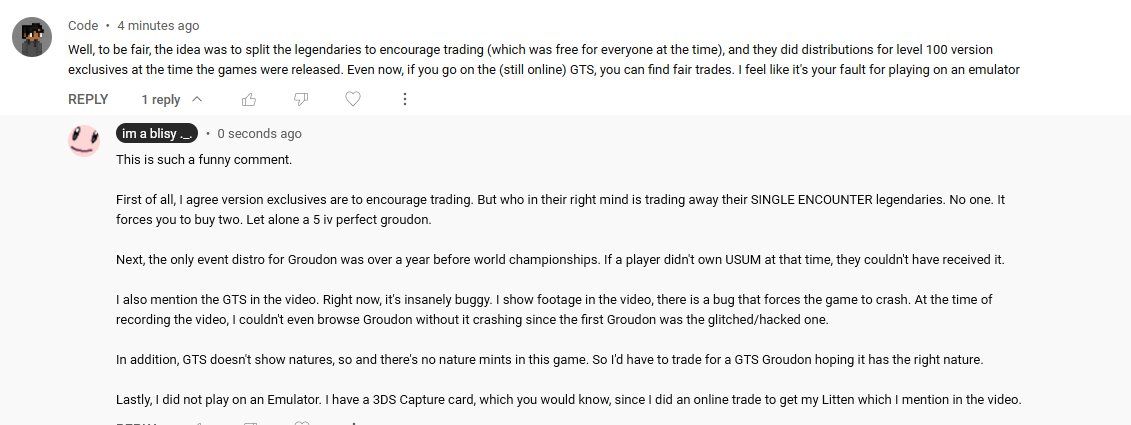 Code • 4 minutes ago
Well, to be fair, the idea was to split the legendaries to encourage trading (which was free for everyone at the time), and they did distributions for level 100 version
exclusives at the time the games were released. Even now, if you go on the (still online) GTS, you can find fair trades. I feel like it's your fault for playing on an emulator
REPLY 1 reply
im a blisy ._. • 0 seconds ago
This is such a funny comment.
First of all, I agree version exclusives are to encourage trading. But who in their right mind is trading away their SINGLE ENCOUNTER legendaries. No one. It
forces you to buy two. Let alone a 5 iv perfect groudon.
Next, the only event distro for Groudon was over a year before world championships. If a player didn't own USUM at that time, they couldn't have received it.
I also mention the GTS in the video. Right now, it's insanely buggy. I show footage in the video, there is a bug that forces the game to crash. At the time of
recording the video, I couldn't even browse Groudon without it crashing since the first Groudon was the glitched/hacked one.
In addition, GTS doesn't show natures, so and there's no nature mints in this game. So I'd have to trade for a GTS Groudon hoping it has the right nature.
Lastly, I did not play on an Emulator. I have a 3DS Capture card, which you would know, since I did an online trade to get my Litten which I mention in the video.